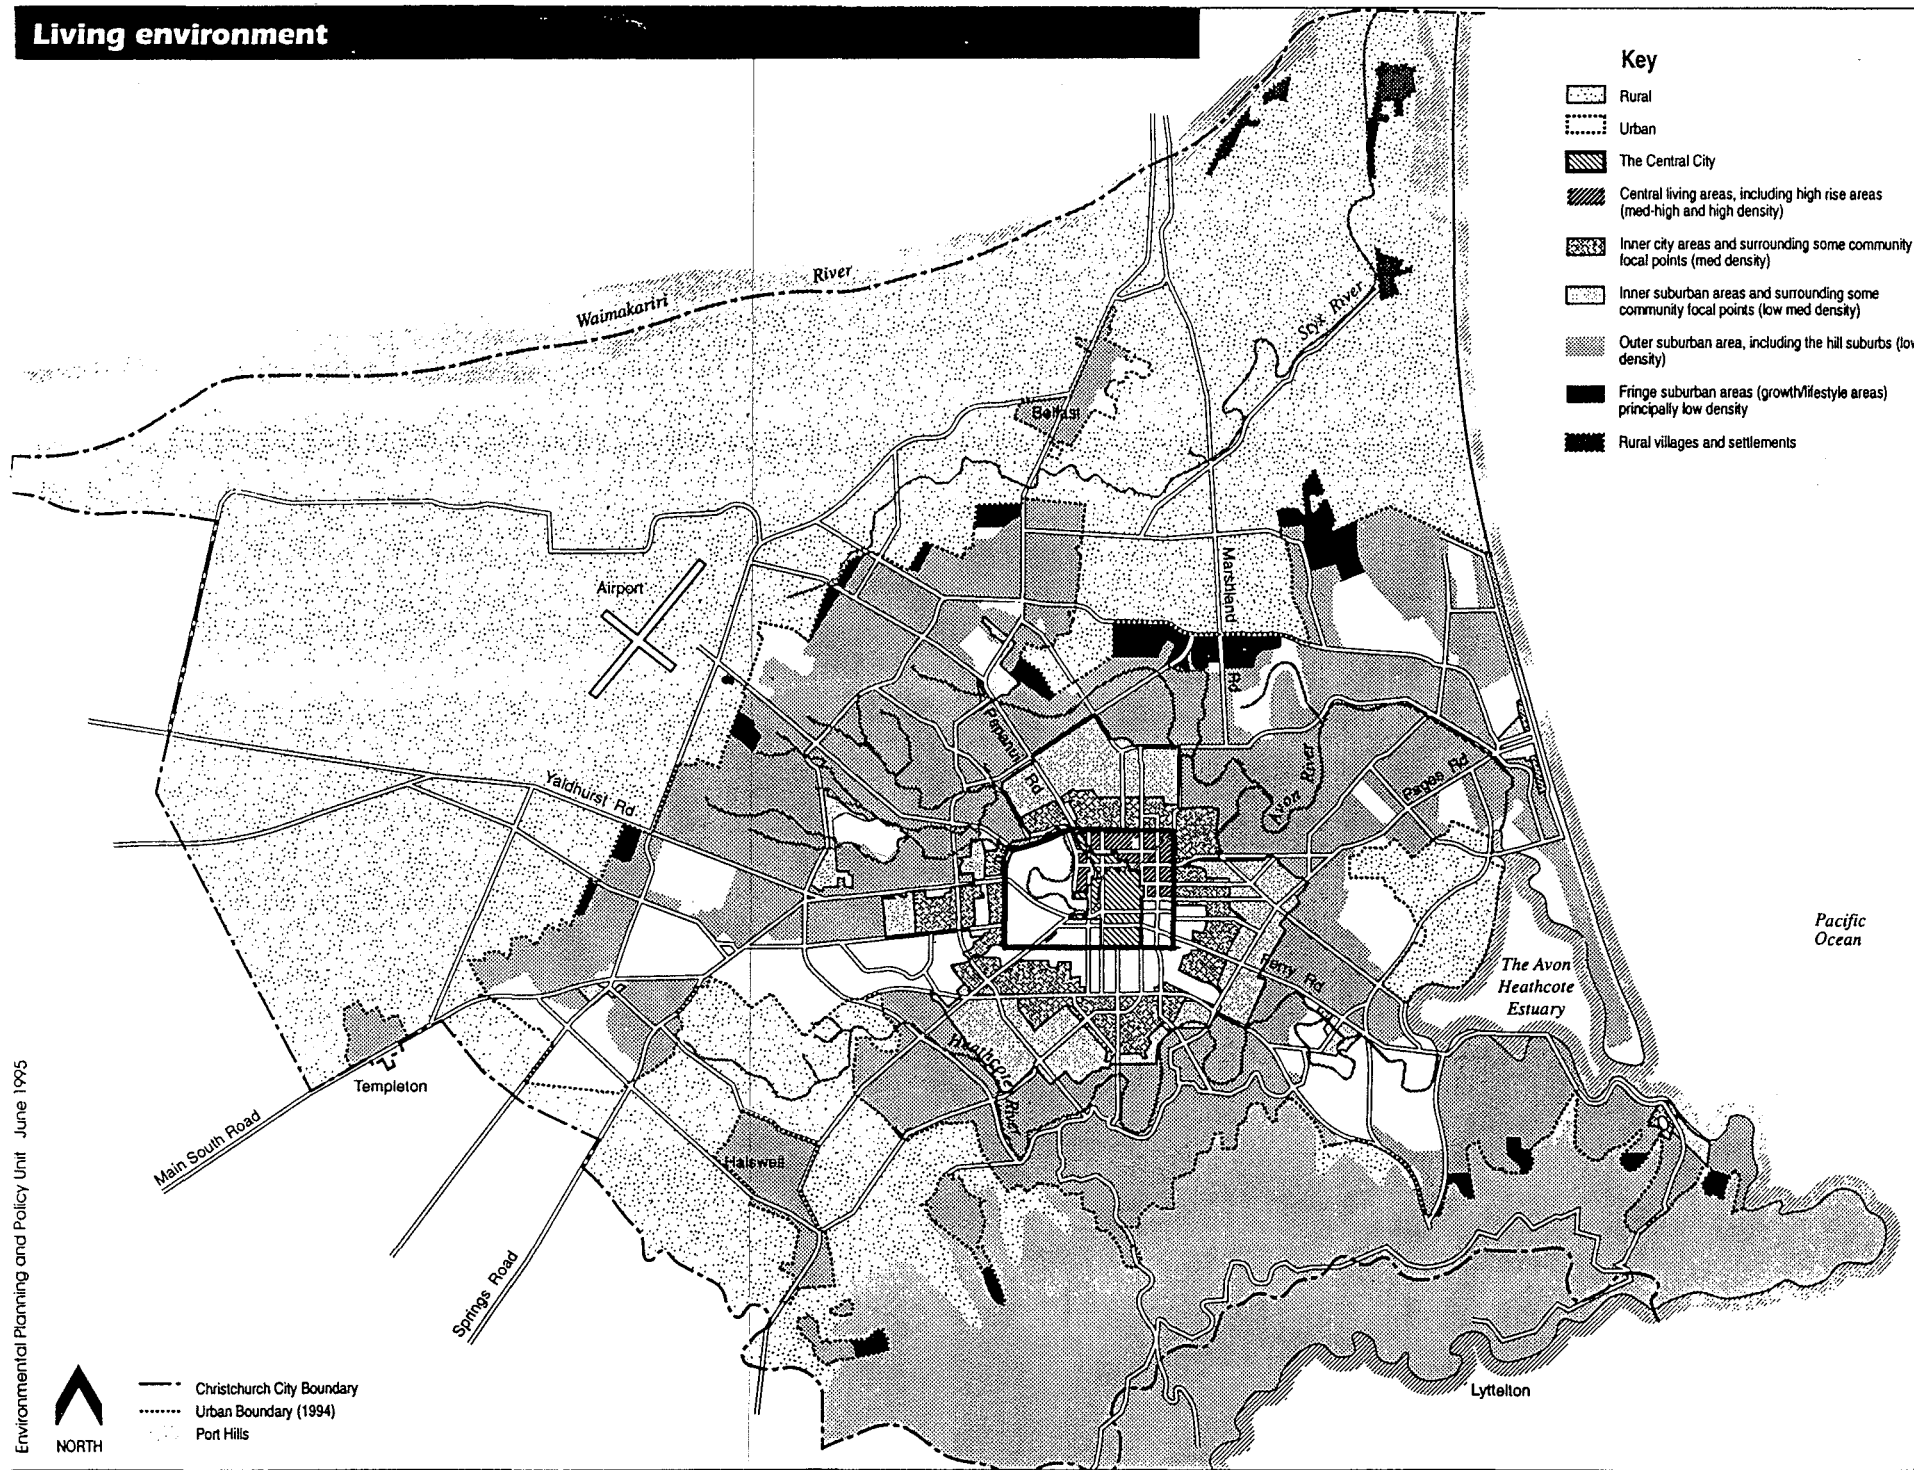 Living environment
Key
Rural
Urban
The Central City
Central living areas, including high rise areas
(med-high and high density)
Inner city areas and surrounding some community
focal points (med density)
Inner suburban areas and surrounding some
community focal points (low med density)
Outer suburban area, including the hill suburbs (low
density)
Fringe suburban areas (growth/lifestyle areas)
principally low density
Rural villages and settlements
Waimakariri River
Styx River
Belfast
Airport
Marshland Rd
Papanui Rd
Yaldhurst Rd
Avon River
Pages Rd
Pacific
Ocean
The Avon
Heathcote
Estuary
Ferry Rd
Heathcote River
Templeton
Main South Road
Halswell
Springs Road
Lyttelton
Environmental Planning and Policy Unit June 1995
NORTH
Christchurch City Boundary
Urban Boundary (1994)
Port Hills